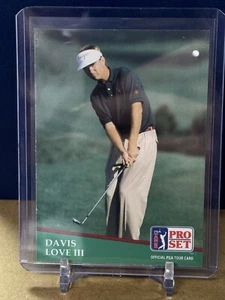 DAVIS
LOVE III
PRO
SET
OFFICIAL PGA TOUR CARD